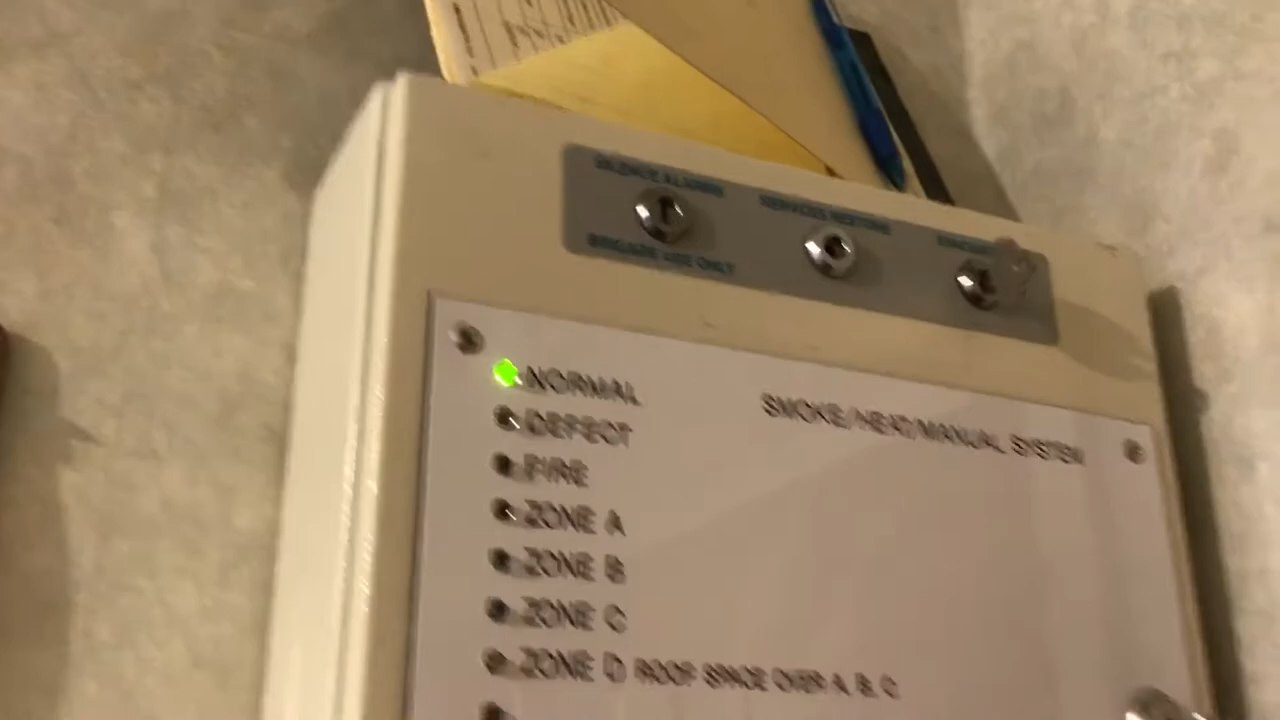 SILENCE ALARMS
BRIGADE USE ONLY
SERVICES RESTORE
NORMAL
DEFECT
FIRE
ZONE A
ZONE B
ZONE C
ZONE D ROOF SPACE OVER A, B, C
SMOKE/HEAT/MANUAL SYSTEM